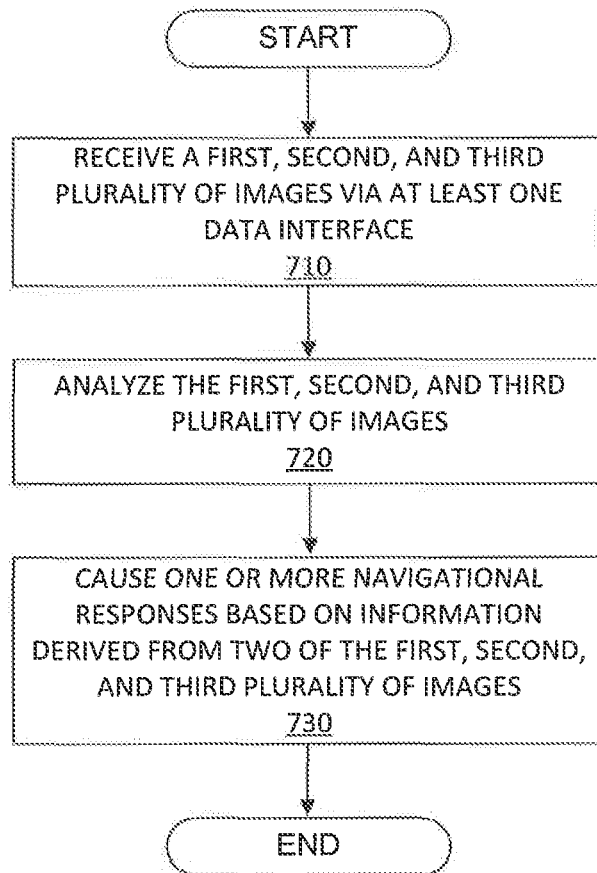 START
RECEIVE A FIRST, SECOND, AND THIRD
PLURALITY OF IMAGES VIA AT LEAST ONE
DATA INTERFACE
710
ANALYZE THE FIRST, SECOND, AND THIRD
PLURALITY OF IMAGES
720
CAUSE ONE OR MORE NAVIGATIONAL
RESPONSES BASED ON INFORMATION
DERIVED FROM TWO OF THE FIRST, SECOND,
AND THIRD PLURALITY OF IMAGES
730
END